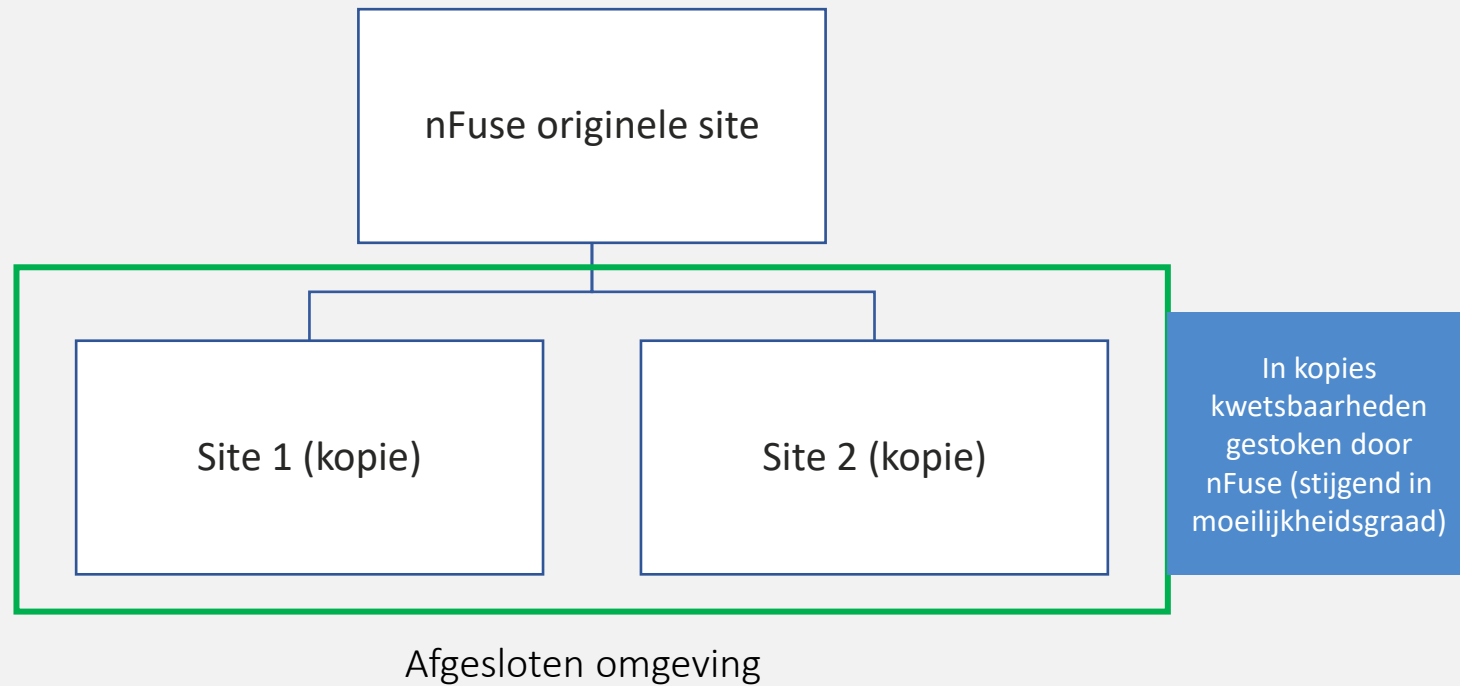 nFuse originele site
Site 1 (kopie)
Site 2 (kopie)
In kopies
kwetsbaarheden
gestoken door
nFuse (stijgend in
moeilijkheidsgraad)
Afgesloten omgeving